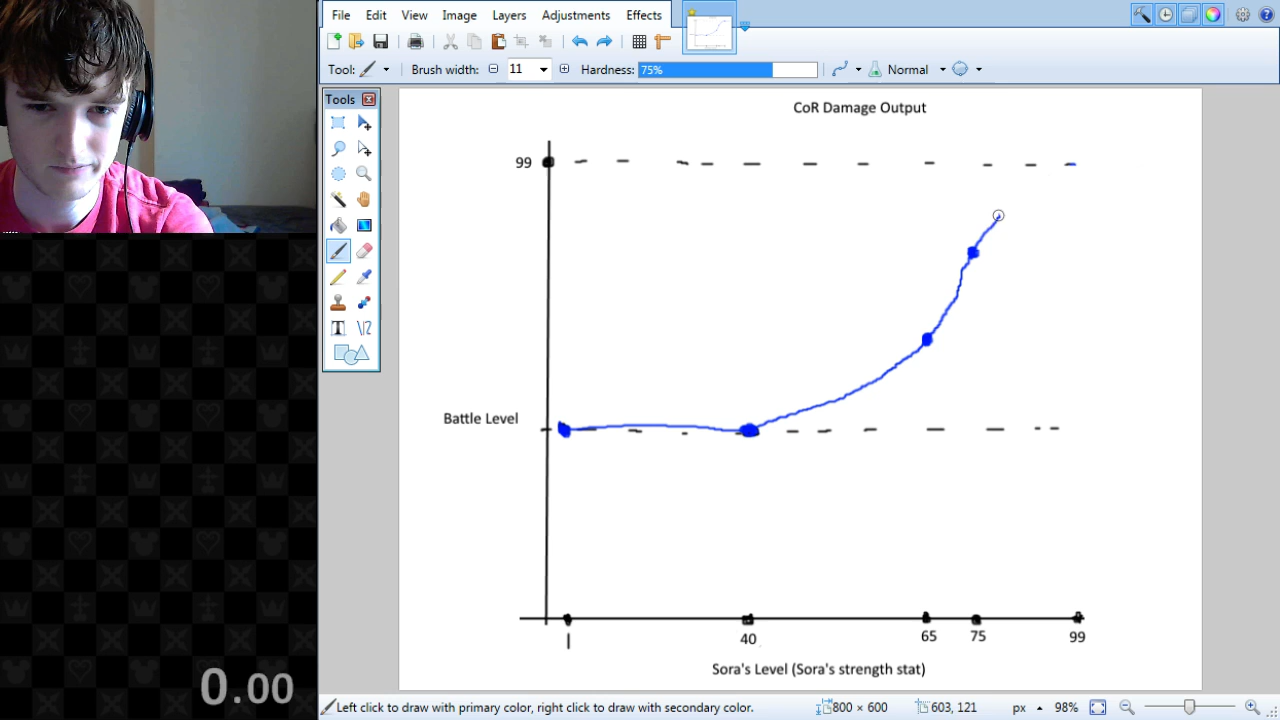 File Edit View Image Layers Adjustments Effects
Tool: Brush width: 11 Hardness: 75% Normal
Tools
CoR Damage Output
99
Battle Level
1 40 65 75 99
Sora's Level (Sora's strength stat)
0.00
Left click to draw with primary color, right click to draw with secondary color. 800 × 600 603, 121 px 98%